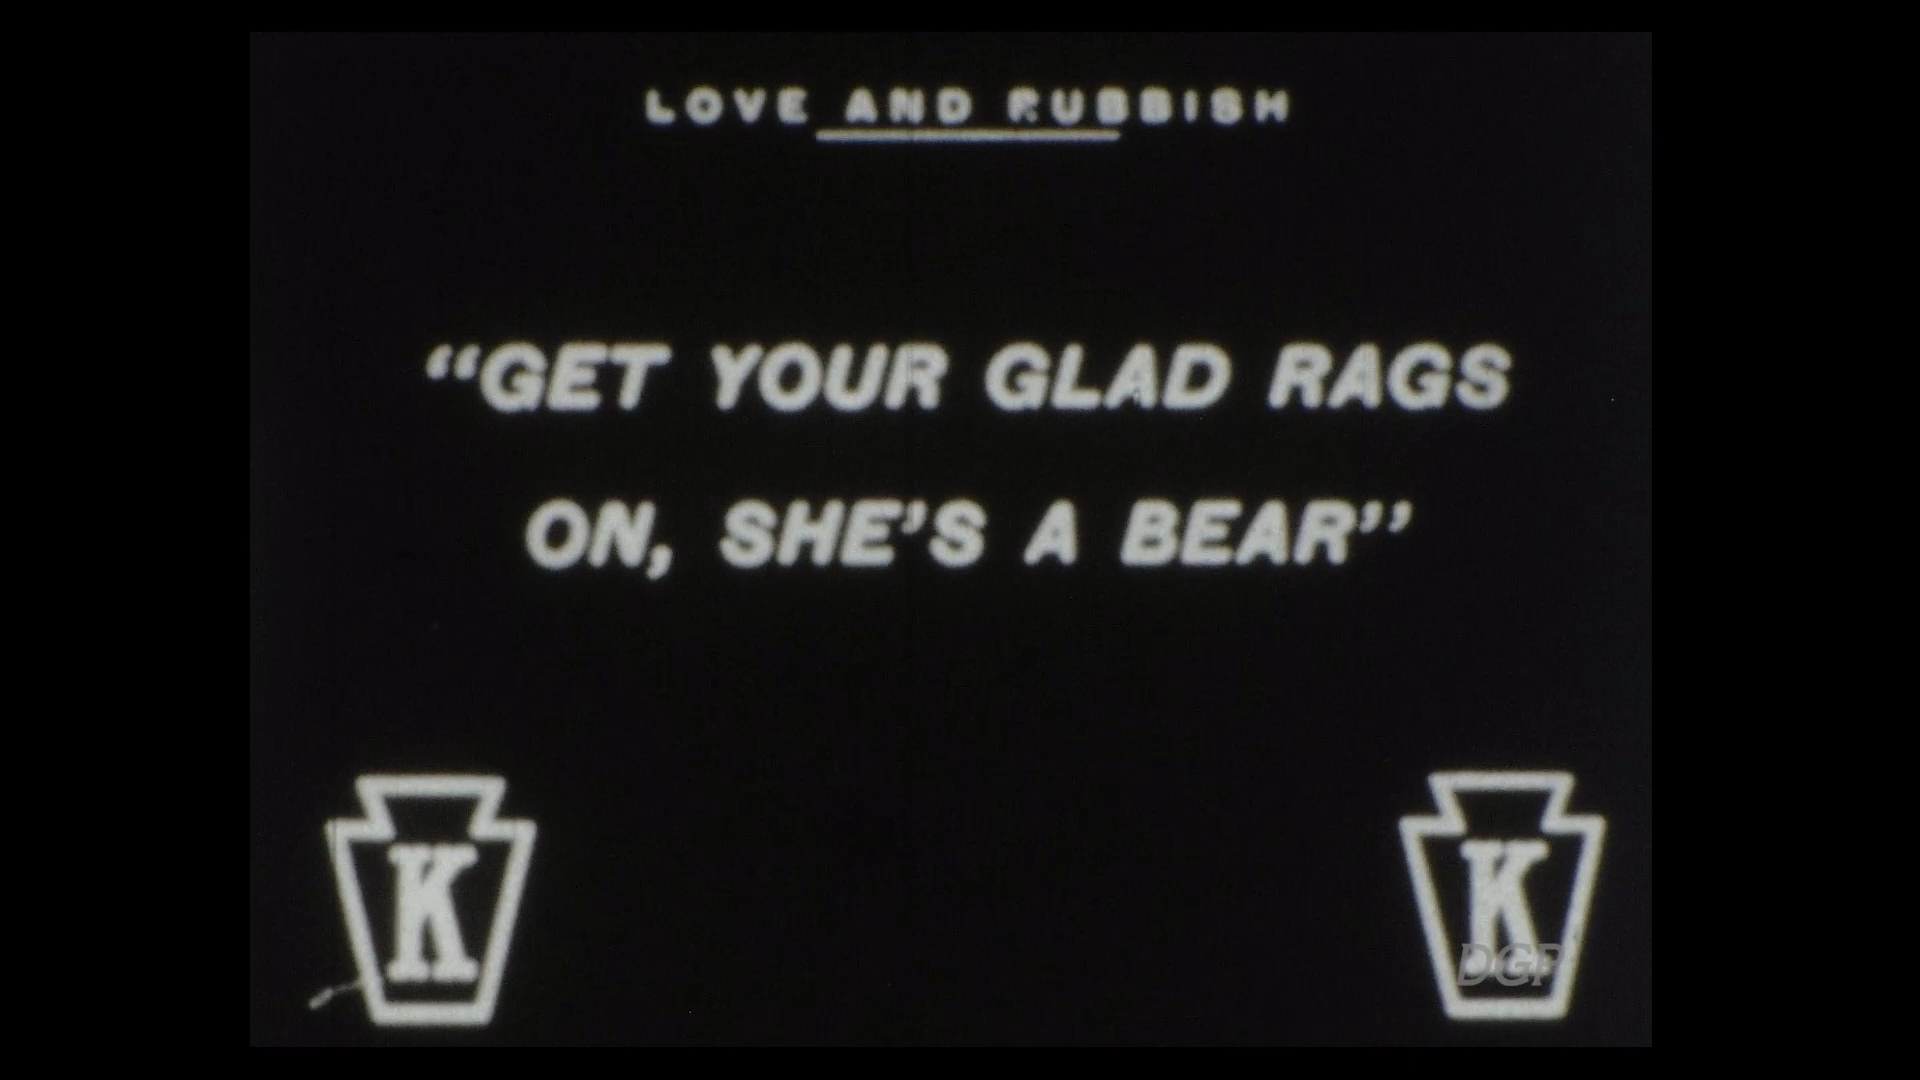 LOVE AND RUBBISH
“GET YOUR GLAD RAGS
ON, SHE’S A BEAR”
K
K
DGP